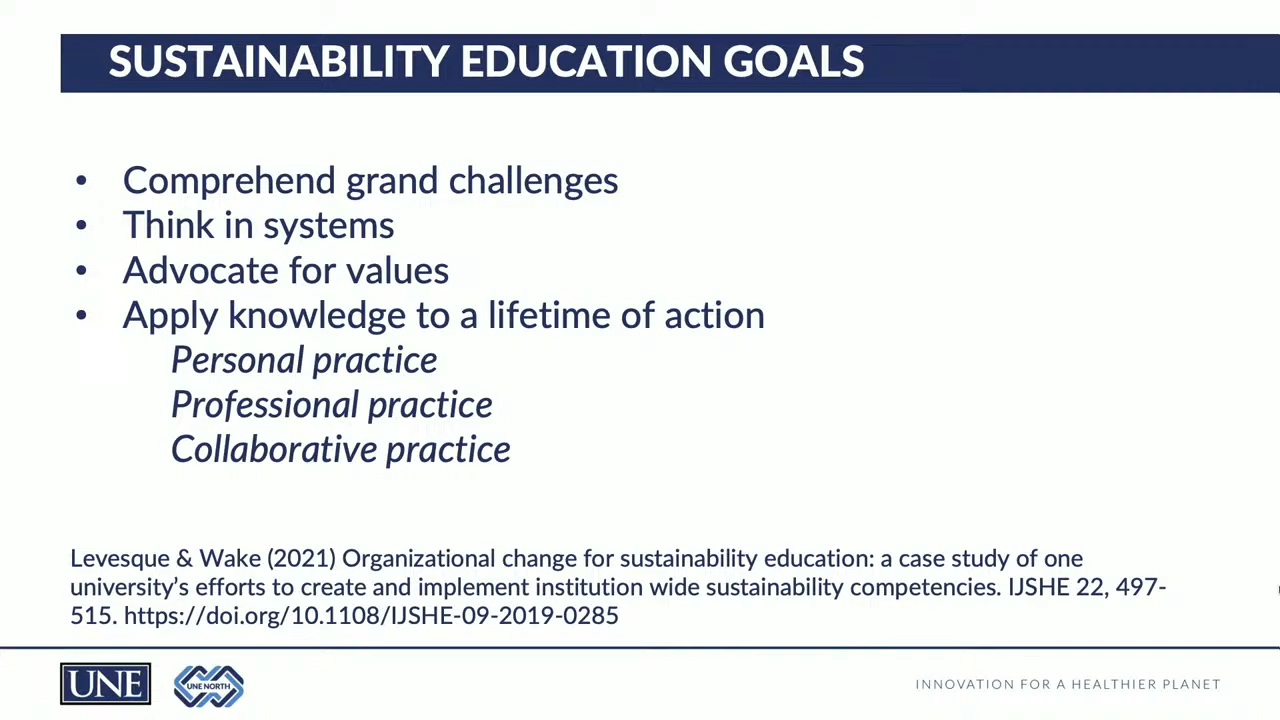 SUSTAINABILITY EDUCATION GOALS
• Comprehend grand challenges
• Think in systems
• Advocate for values
• Apply knowledge to a lifetime of action
Personal practice
Professional practice
Collaborative practice
Levesque & Wake (2021) Organizational change for sustainability education: a case study of one
university’s efforts to create and implement institution wide sustainability competencies. IJSHE 22, 497-
515. https://doi.org/10.1108/IJSHE-09-2019-0285
UNE
UNE NORTH
INNOVATION FOR A HEALTHIER PLANET